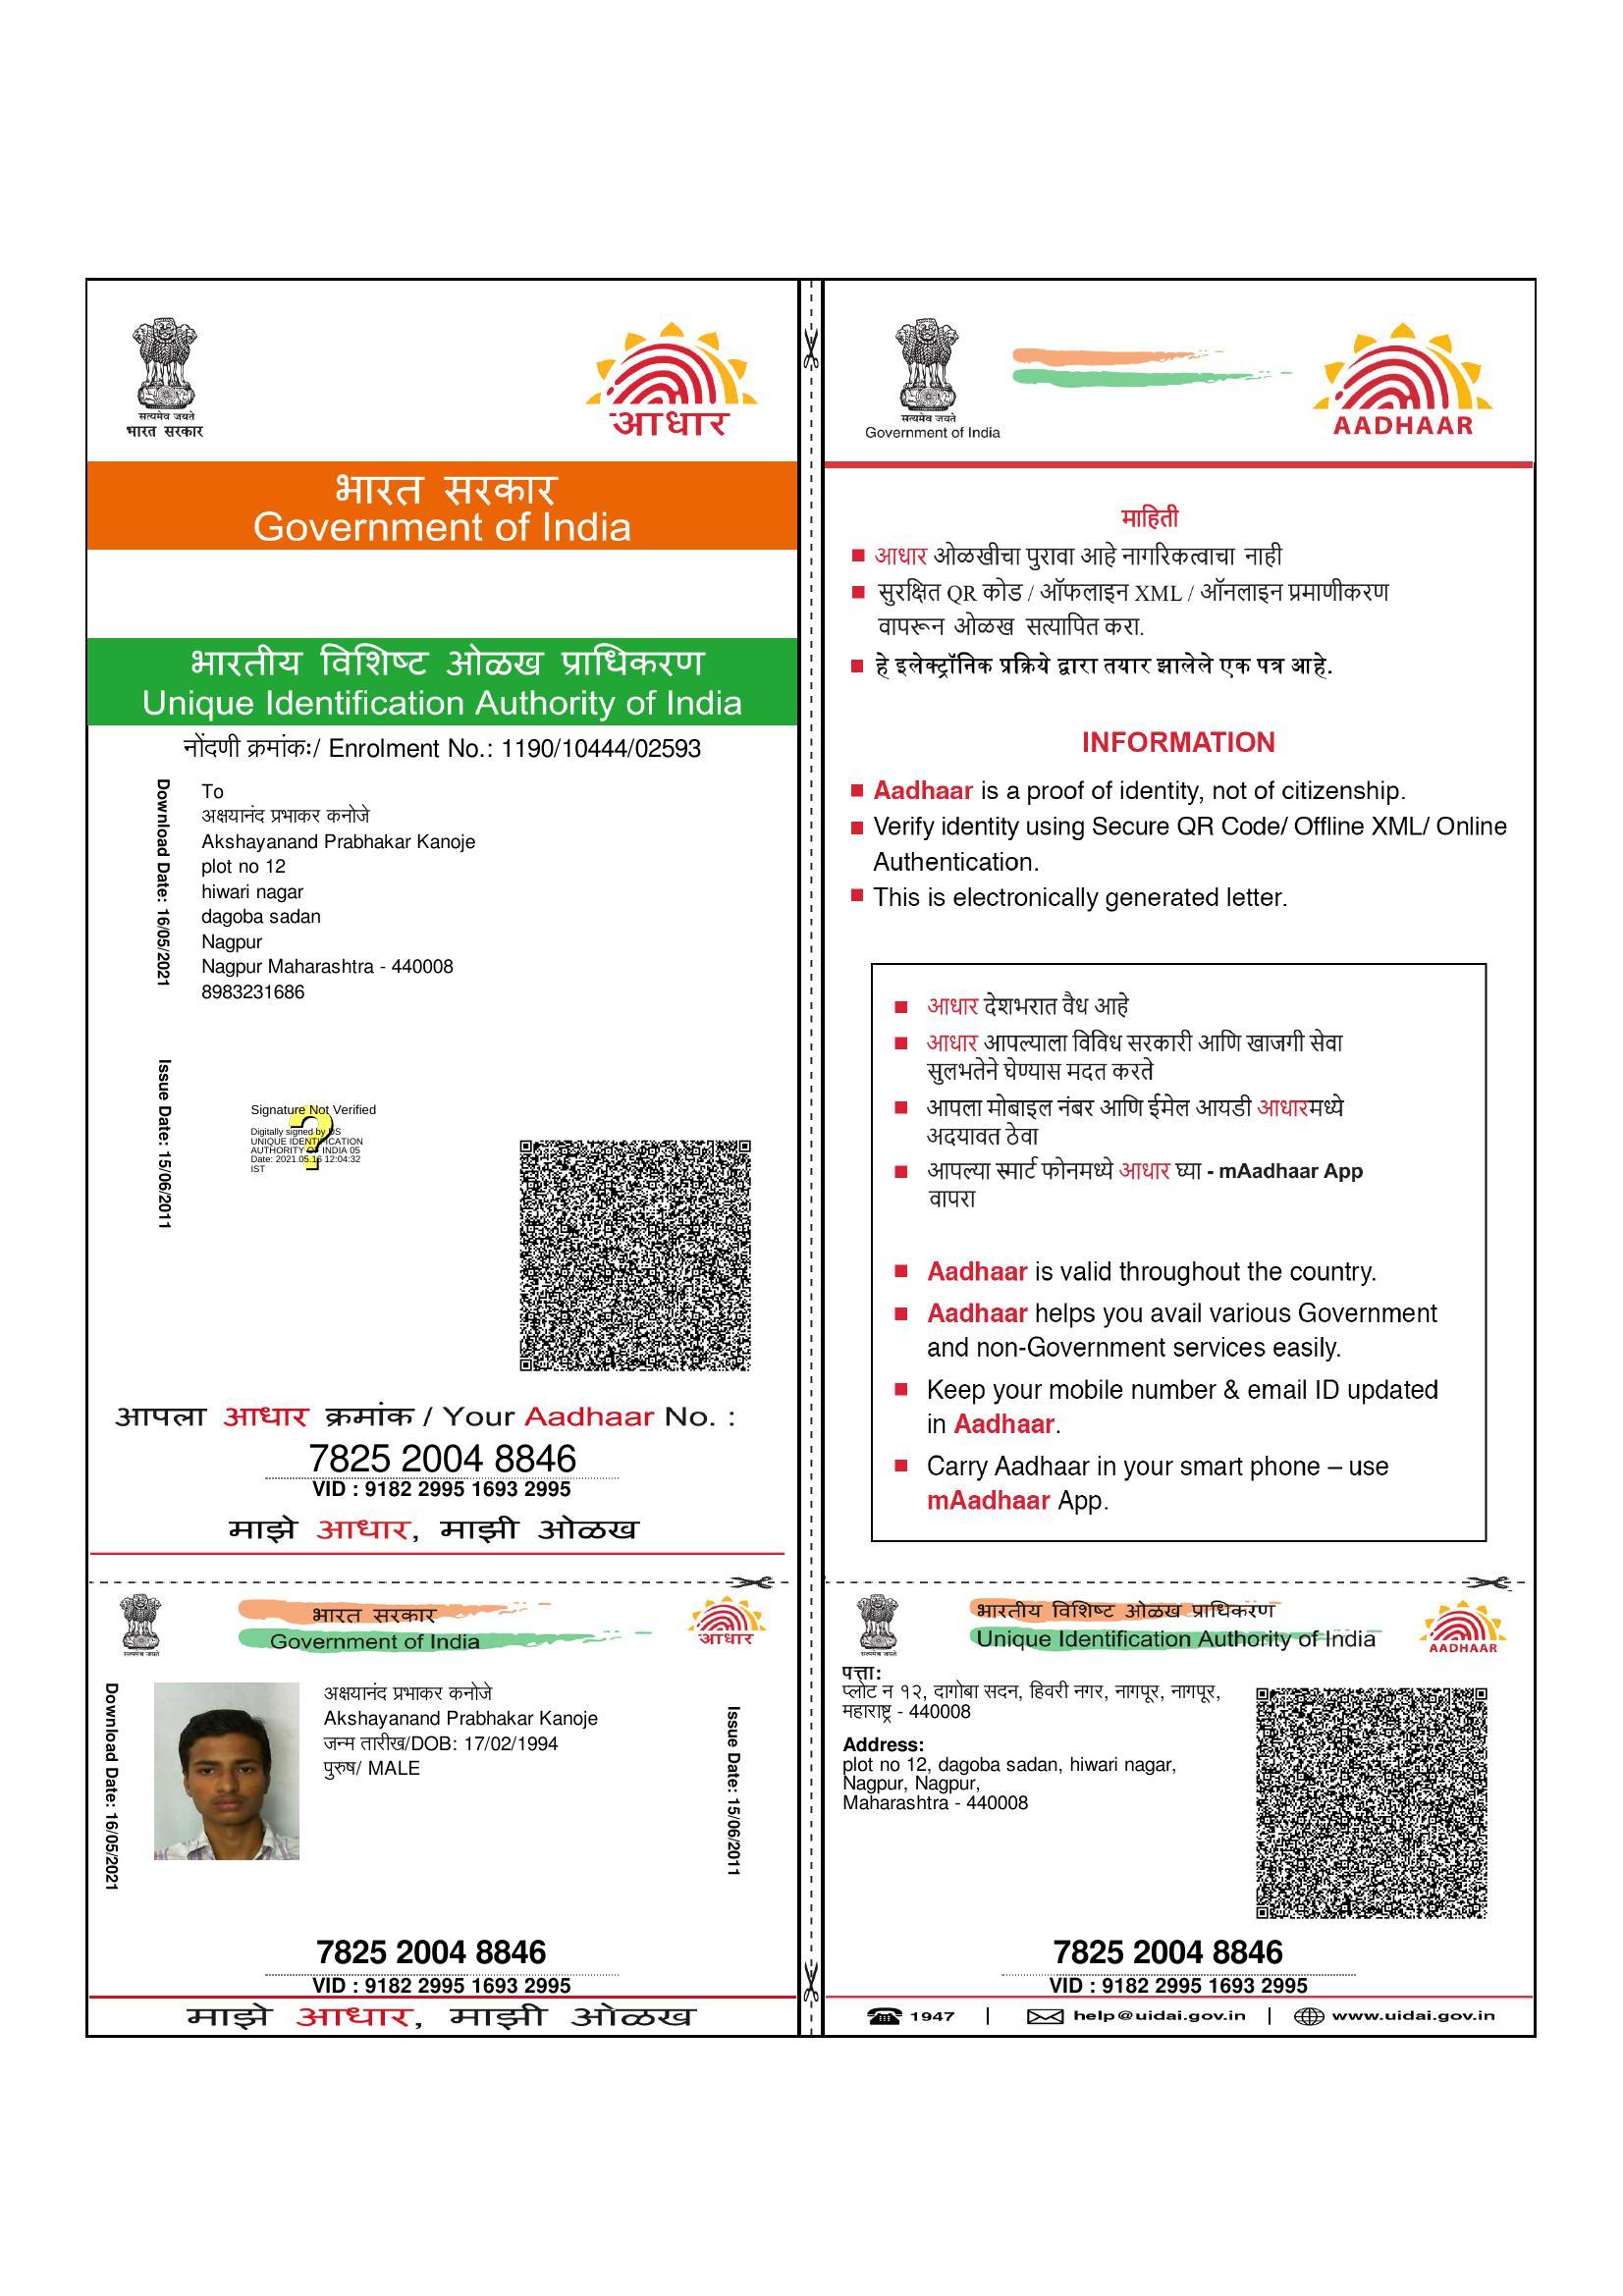 सत्यमेव जयते
भारत सरकार
आधार
भारत सरकार
Government of India
भारतीय विशिष्ट ओळख प्राधिकरण
Unique Identification Authority of India
नोंदणी क्रमांक:/ Enrolment No.: 1190/10444/02593
Download Date: 16/05/2021
To
अक्षयानंद प्रभाकर कनोजे
Akshayanand Prabhakar Kanoje
plot no 12
hiwari nagar
dagoba sadan
Nagpur
Nagpur Maharashtra - 440008
8983231686
Issue Date: 15/06/2011
Signature Not Verified
Digitally signed by DS
UNIQUE IDENTIFICATION
AUTHORITY OF INDIA 05
Date: 2021.05.16 12:04:32
IST
आपला आधार क्रमांक / Your Aadhaar No. :
7825 2004 8846
VID : 9182 2995 1693 2995
माझे आधार, माझी ओळख
सत्यमेव जयते
Government of India
AADHAAR
माहिती
आधार ओळखीचा पुरावा आहे नागरिकत्वाचा नाही
सुरक्षित QR कोड / ऑफलाइन XML / ऑनलाइन प्रमाणीकरण
वापरून ओळख सत्यापित करा.
हे इलेक्ट्रॉनिक प्रक्रिये द्वारा तयार झालेले एक पत्र आहे.
INFORMATION
Aadhaar is a proof of identity, not of citizenship.
Verify identity using Secure QR Code/ Offline XML/ Online
Authentication.
This is electronically generated letter.
आधार देशभरात वैध आहे
आधार आपल्याला विविध सरकारी आणि खाजगी सेवा
सुलभतेने घेण्यास मदत करते
आपला मोबाइल नंबर आणि ईमेल आयडी आधारमध्ये
अदयावत ठेवा
आपल्या स्मार्ट फोनमध्ये आधार घ्या - mAadhaar App
वापरा
Aadhaar is valid throughout the country.
Aadhaar helps you avail various Government
and non-Government services easily.
Keep your mobile number & email ID updated
in Aadhaar.
Carry Aadhaar in your smart phone – use
mAadhaar App.
सत्यमेव जयते
भारत सरकार
Government of India
आधार
Download Date: 16/05/2021
अक्षयानंद प्रभाकर कनोजे
Akshayanand Prabhakar Kanoje
जन्म तारीख/DOB: 17/02/1994
पुरुष/ MALE
Issue Date: 15/06/2011
7825 2004 8846
VID : 9182 2995 1693 2995
माझे आधार, माझी ओळख
सत्यमेव जयते
भारतीय विशिष्ट ओळख प्राधिकरण
Unique Identification Authority of India
AADHAAR
पत्ता:
प्लोट न १२, दागोबा सदन, हिवरी नगर, नागपूर, नागपूर,
महाराष्ट्र - 440008
Address:
plot no 12, dagoba sadan, hiwari nagar,
Nagpur, Nagpur,
Maharashtra - 440008
7825 2004 8846
VID : 9182 2995 1693 2995
1947 | help@uidai.gov.in | www.uidai.gov.in